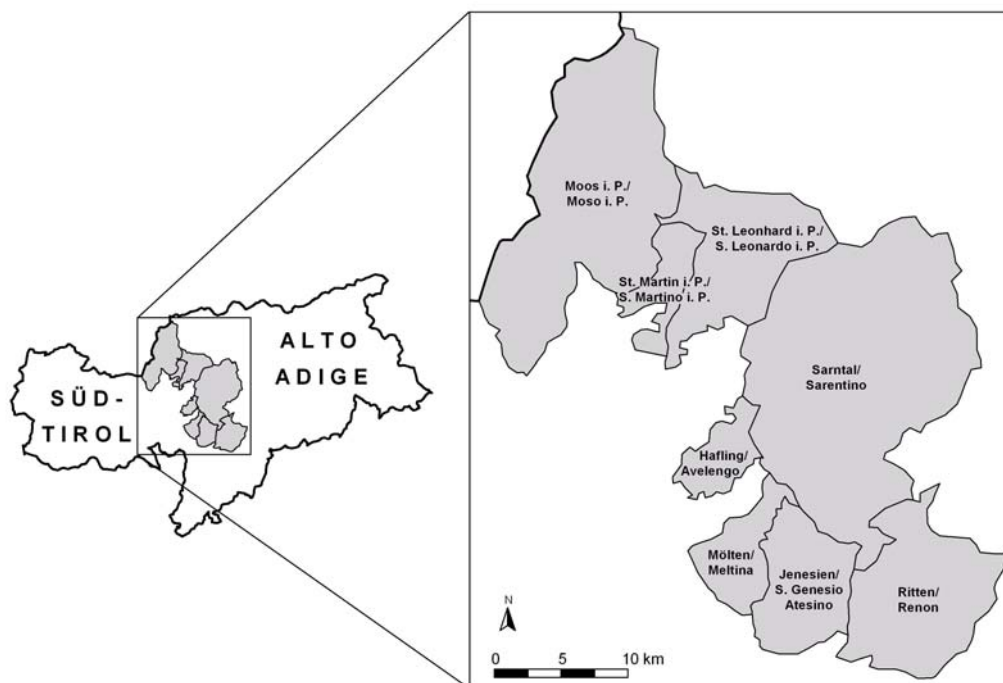 SÜD-
TIROL
ALTO
ADIGE
Moos i. P./
Moso i. P.
St. Leonhard i. P./
S. Leonardo i. P.
St. Martin i. P./
S. Martino i. P.
Sarntal/
Sarentino
Hafling/
Avelengo
Mölten/
Meltina
Jenesien/
S. Genesio
Atesino
Ritten/
Renon
N
0 5 10 km